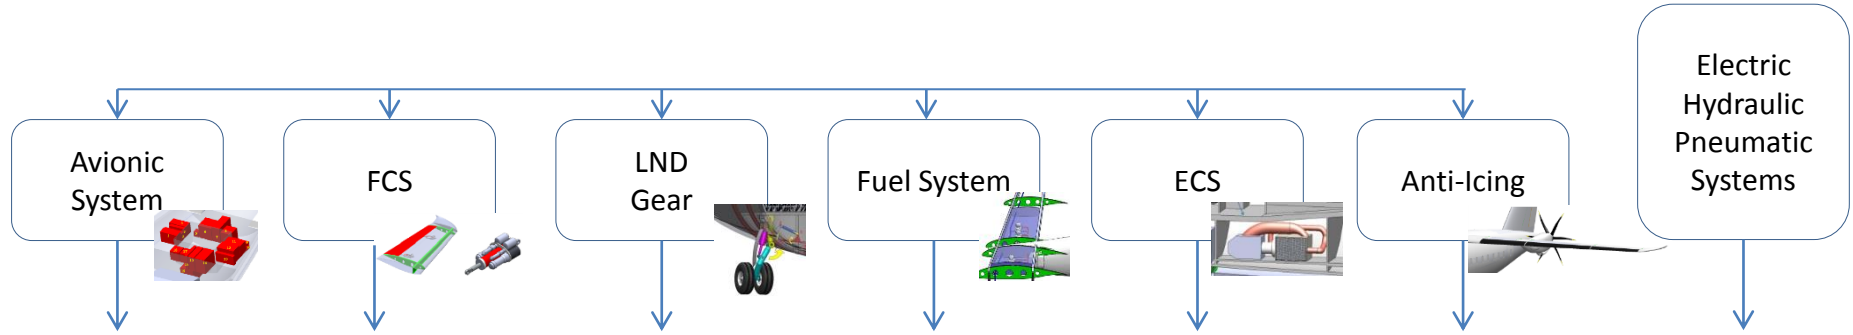 Avionic
System
FCS
LND
Gear
Fuel System
ECS
Anti-Icing
Electric
Hydraulic
Pneumatic
Systems